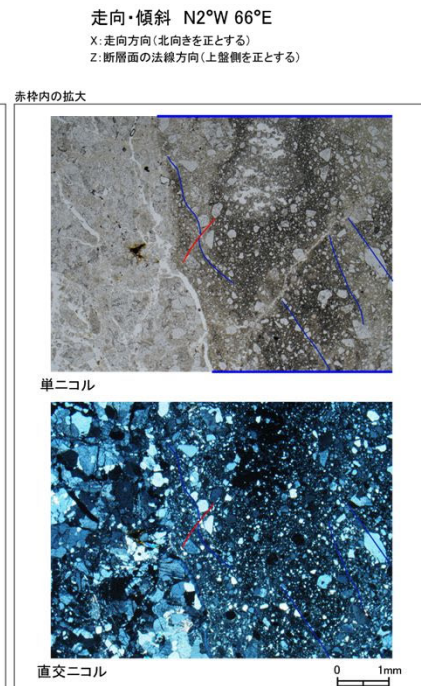 走向・傾斜 N2°W 66°E
X:走向方向(北向きを正とする)
Z:断層面の法線方向(上盤側を正とする)
赤枠内の拡大
単ニコル
直交ニコル
0 1mm